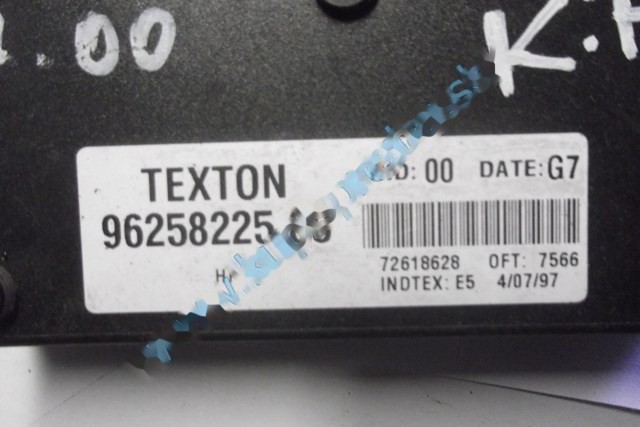 .00
K.
TEXTON
DATE: G7
: 00
96258225
72618628 OFT: 7566
INDTEX: E5 4/07/97